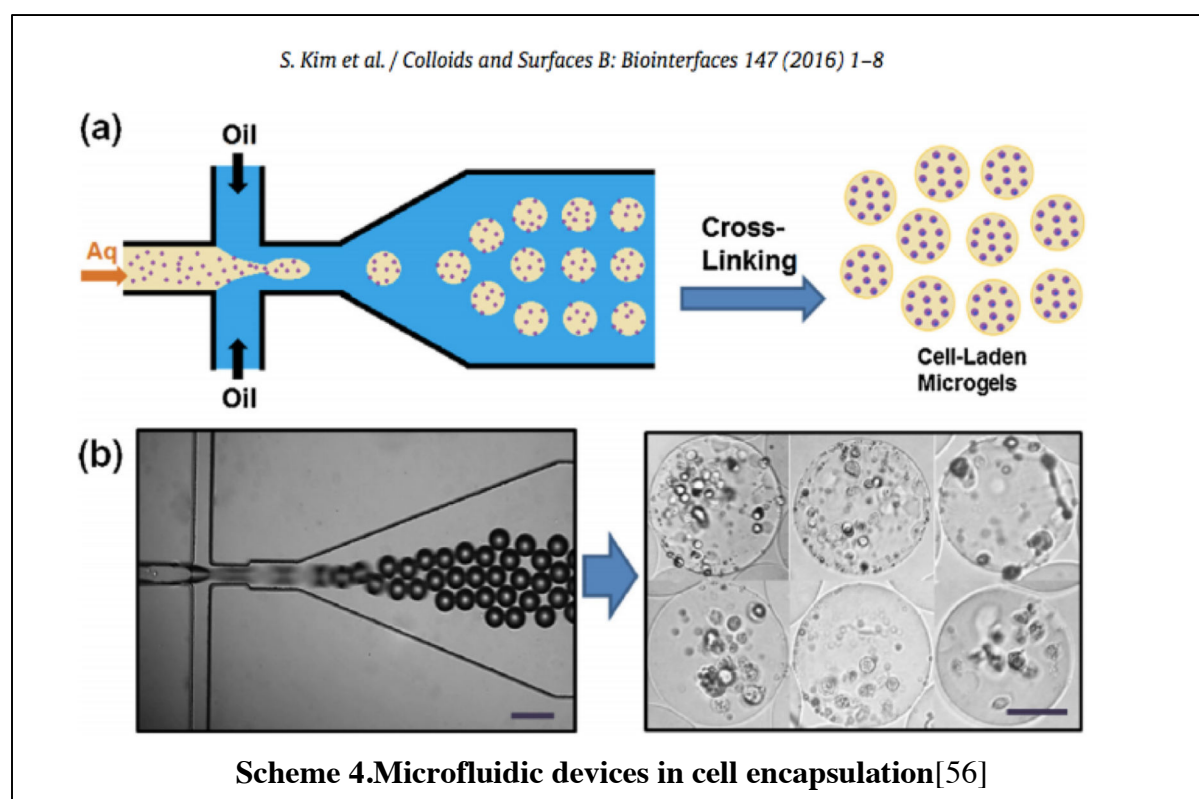 S. Kim et al. / Colloids and Surfaces B: Biointerfaces 147 (2016) 1–8
(a)
Oil
Aq
Oil
Cross-
Linking
Cell-Laden
Microgels
(b)
Scheme 4.Microfluidic devices in cell encapsulation[56]